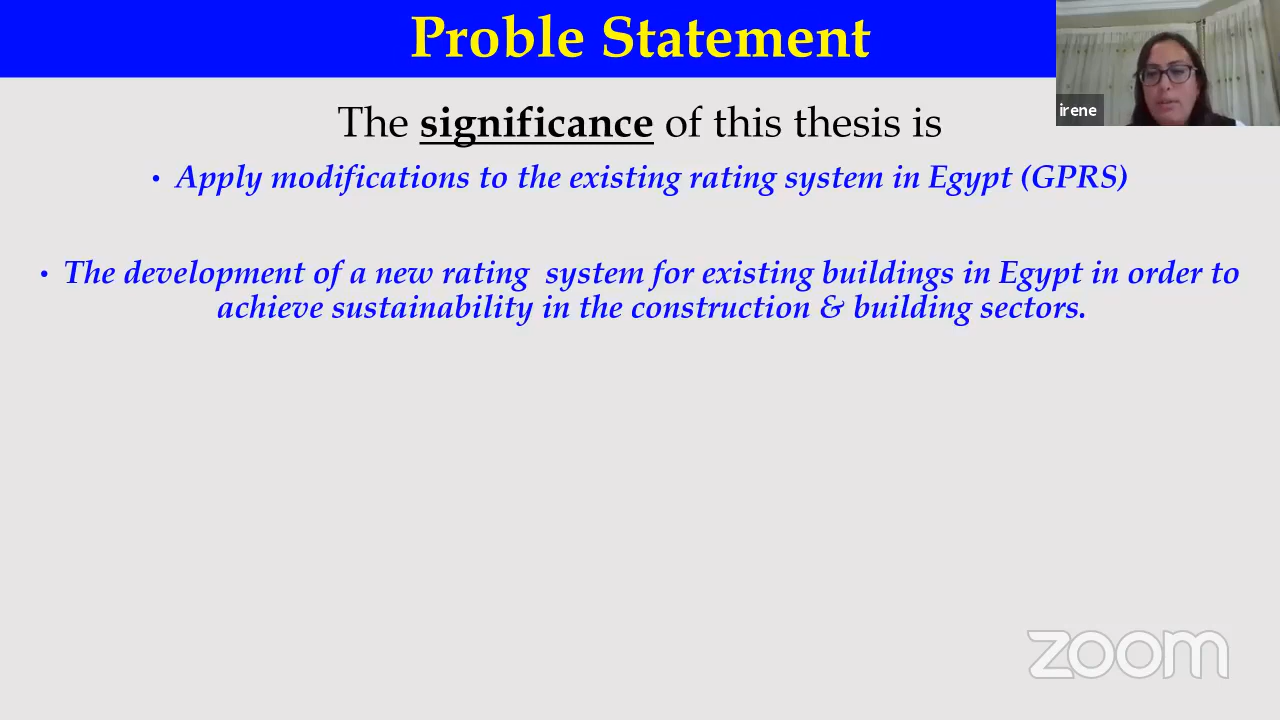 Proble Statement
irene
The significance of this thesis is
• Apply modifications to the existing rating system in Egypt (GPRS)
• The development of a new rating system for existing buildings in Egypt in order to
achieve sustainability in the construction & building sectors.
zoom